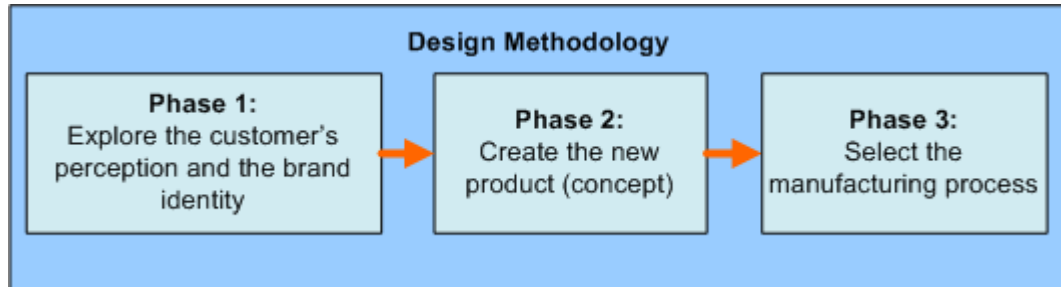 Design Methodology
Phase 1:
Explore the customer's
perception and the brand
identity
Phase 2:
Create the new
product (concept)
Phase 3:
Select the
manufacturing process